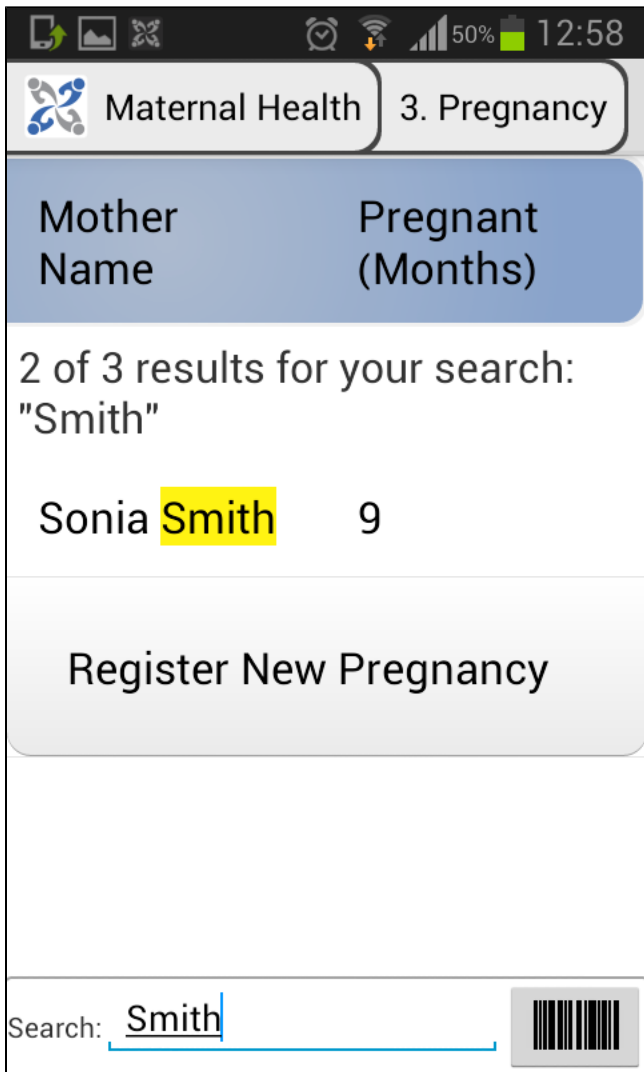 50% 12:58
Maternal Health 3. Pregnancy
Mother Pregnant
Name (Months)
2 of 3 results for your search:
"Smith"
Sonia Smith 9
Register New Pregnancy
Search: Smith